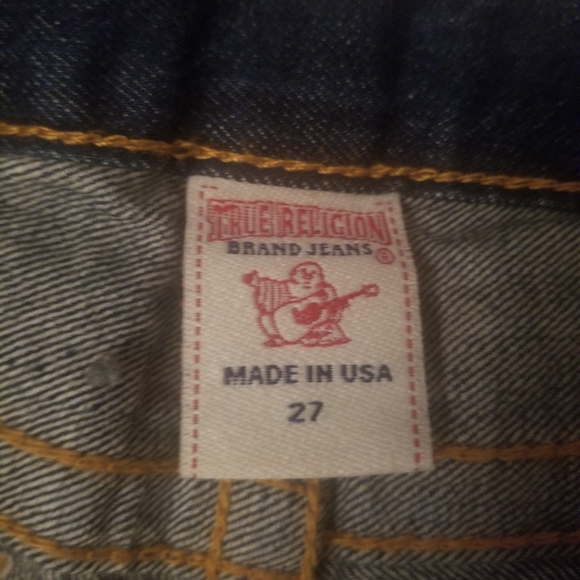 TRUE RELIGION
BRAND JEANS ®
MADE IN USA
27